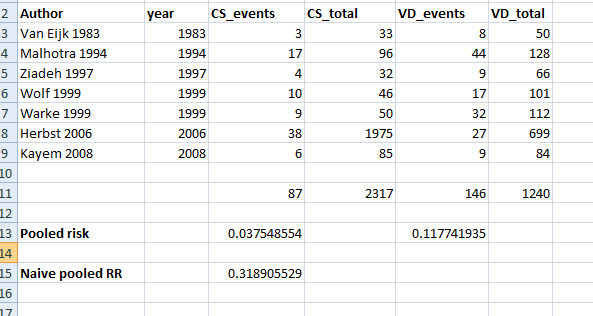 2 Author year CS_events CS_total VD_events VD_total
3 Van Eijk 1983 1983 3 33 8 50
4 Malhotra 1994 1994 17 96 44 128
5 Ziadeh 1997 1997 4 32 9 66
6 Wolf 1999 1999 10 46 17 101
7 Warke 1999 1999 9 50 32 112
8 Herbst 2006 2006 38 1975 27 699
9 Kayem 2008 2008 6 85 9 84
10
11 87 2317 146 1240
12
13 Pooled risk 0.037548554 0.117741935
14
15 Naive pooled RR 0.318905529
16
17